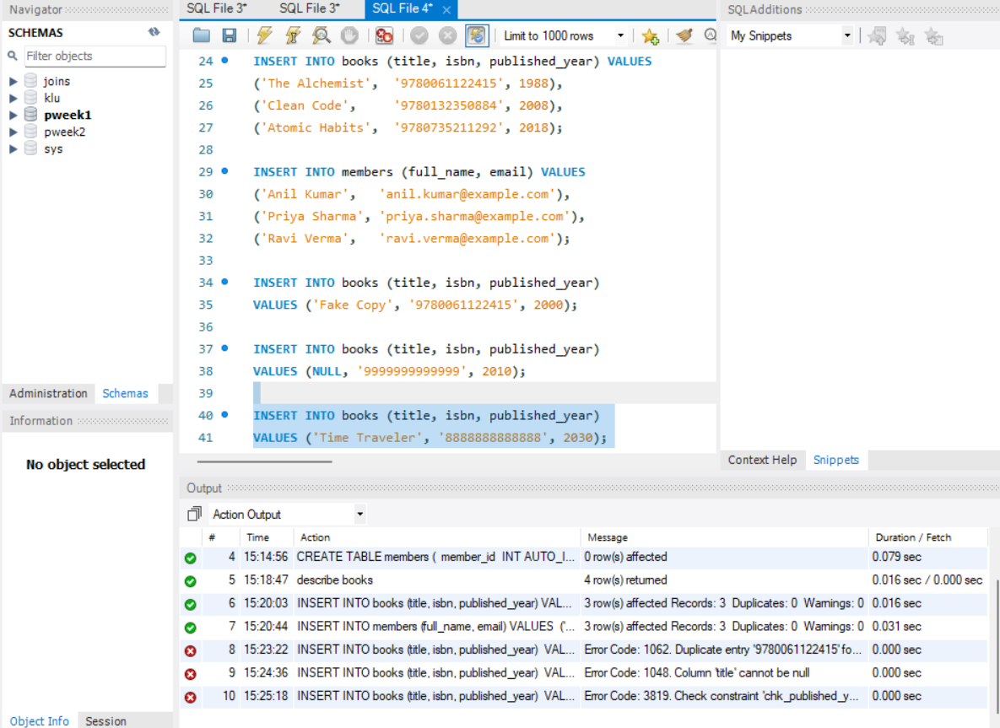 Navigator
SCHEMAS
Filter objects
joins
klu
pweek1
pweek2
sys
Administration Schemas
Information
No object selected
Object Info Session
SQL File 3* SQL File 3* SQL File 4*
Limit to 1000 rows
24 INSERT INTO books (title, isbn, published_year) VALUES
25 ('The Alchemist', '9780061122415', 1988),
26 ('Clean Code', '9780132350884', 2008),
27 ('Atomic Habits', '9780735211292', 2018);
28
29 INSERT INTO members (full_name, email) VALUES
30 ('Anil Kumar', 'anil.kumar@example.com'),
31 ('Priya Sharma', 'priya.sharma@example.com'),
32 ('Ravi Verma', 'ravi.verma@example.com');
33
34 INSERT INTO books (title, isbn, published_year)
35 VALUES ('Fake Copy', '9780061122415', 2000);
36
37 INSERT INTO books (title, isbn, published_year)
38 VALUES (NULL, '9999999999999', 2010);
39
40 INSERT INTO books (title, isbn, published_year)
41 VALUES ('Time Traveler', '8888888888888', 2030);
SQLAdditions
My Snippets
Context Help Snippets
Output
Action Output
# Time Action Message Duration / Fetch
4 15:14:56 CREATE TABLE members ( member_id INT AUTO_I... 0 row(s) affected 0.079 sec
5 15:18:47 describe books 4 row(s) returned 0.016 sec / 0.000 sec
6 15:20:03 INSERT INTO books (title, isbn, published_year) VAL... 3 row(s) affected Records: 3 Duplicates: 0 Warnings: 0 0.016 sec
7 15:20:44 INSERT INTO members (full_name, email) VALUES ('... 3 row(s) affected Records: 3 Duplicates: 0 Warnings: 0 0.031 sec
8 15:23:22 INSERT INTO books (title, isbn, published_year) VAL... Error Code: 1062. Duplicate entry '9780061122415' fo... 0.000 sec
9 15:24:36 INSERT INTO books (title, isbn, published_year) VAL... Error Code: 1048. Column 'title' cannot be null 0.000 sec
10 15:25:18 INSERT INTO books (title, isbn, published_year) VAL... Error Code: 3819. Check constraint 'chk_published_y... 0.000 sec